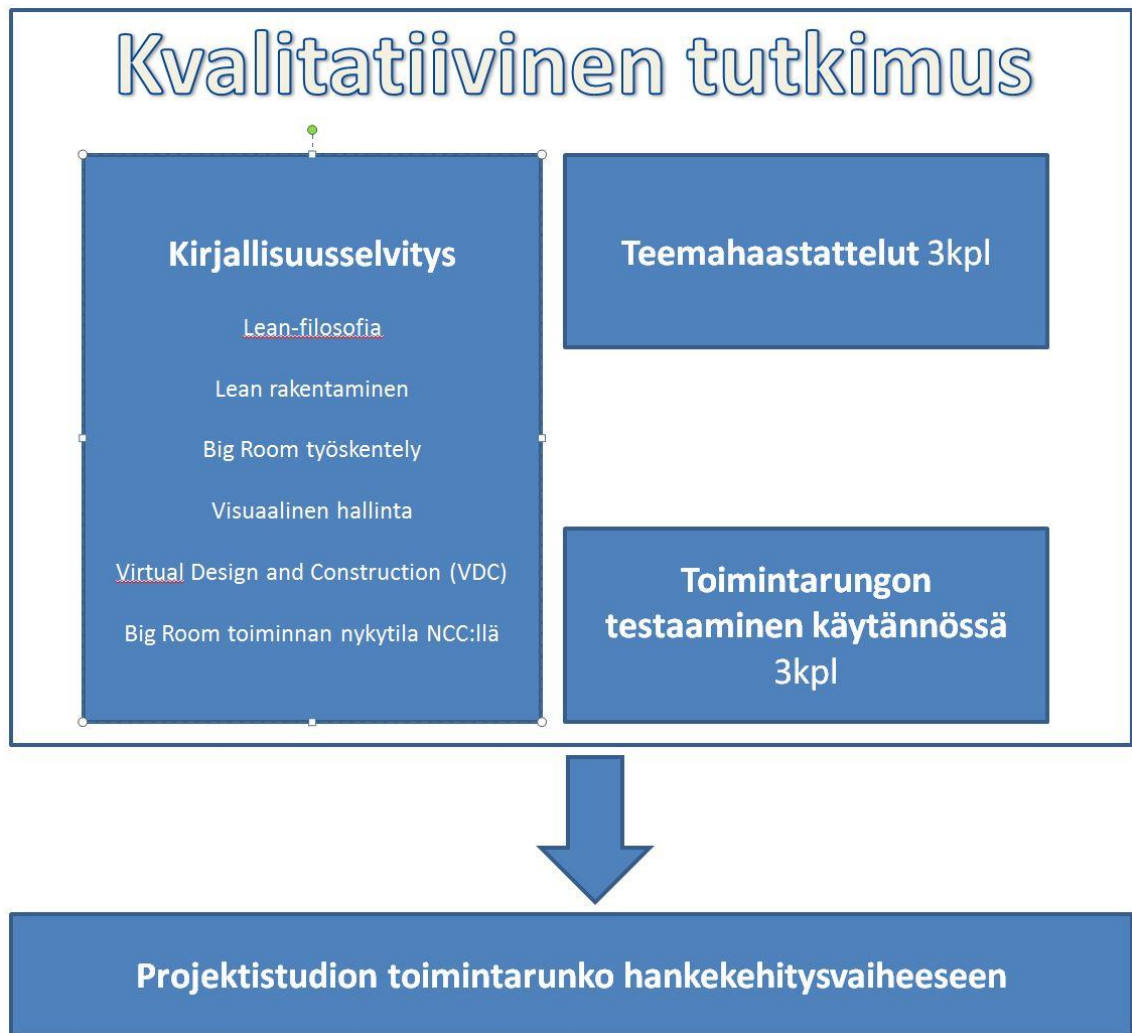 Kvalitatiivinen tutkimus
Kirjallisuusselvitys
Lean-filosofia
Lean rakentaminen
Big Room työskentely
Visuaalinen hallinta
Virtual Design and Construction (VDC)
Big Room toiminnan nykytila NCC:llä
Teemahaastattelut 3kpl
Toimintarungon
testaaminen käytännössä
3kpl
Projektistudion toimintarunko hankekehitysvaiheeseen